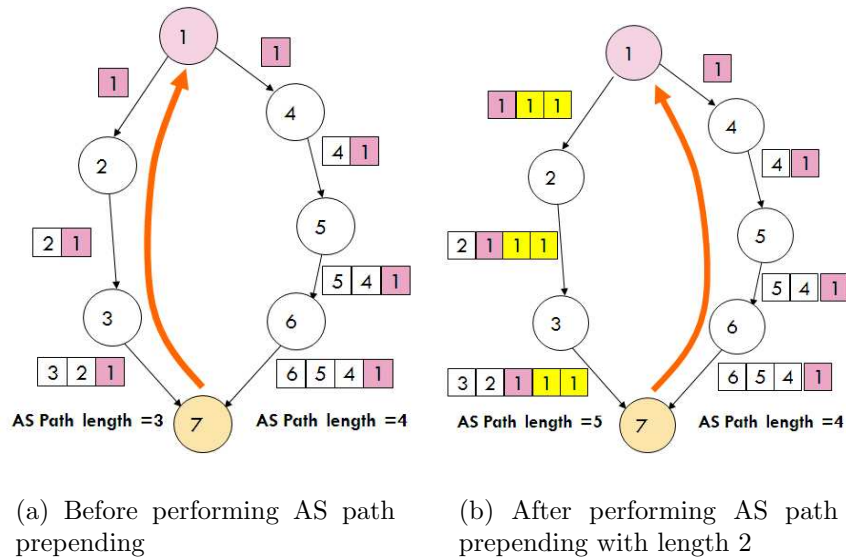 1
1
1
2
4
2 1
4 1
5
3
5 4 1
6
3 2 1
6 5 4 1
AS Path length =3
7
AS Path length =4
(a) Before performing AS path
prepending
1
1
1 1 1
4
2
4 1
2 1 1 1
5
5 4 1
3
6
3 2 1 1 1
6 5 4 1
AS Path length =5
7
AS Path length =4
(b) After performing AS path
prepending with length 2